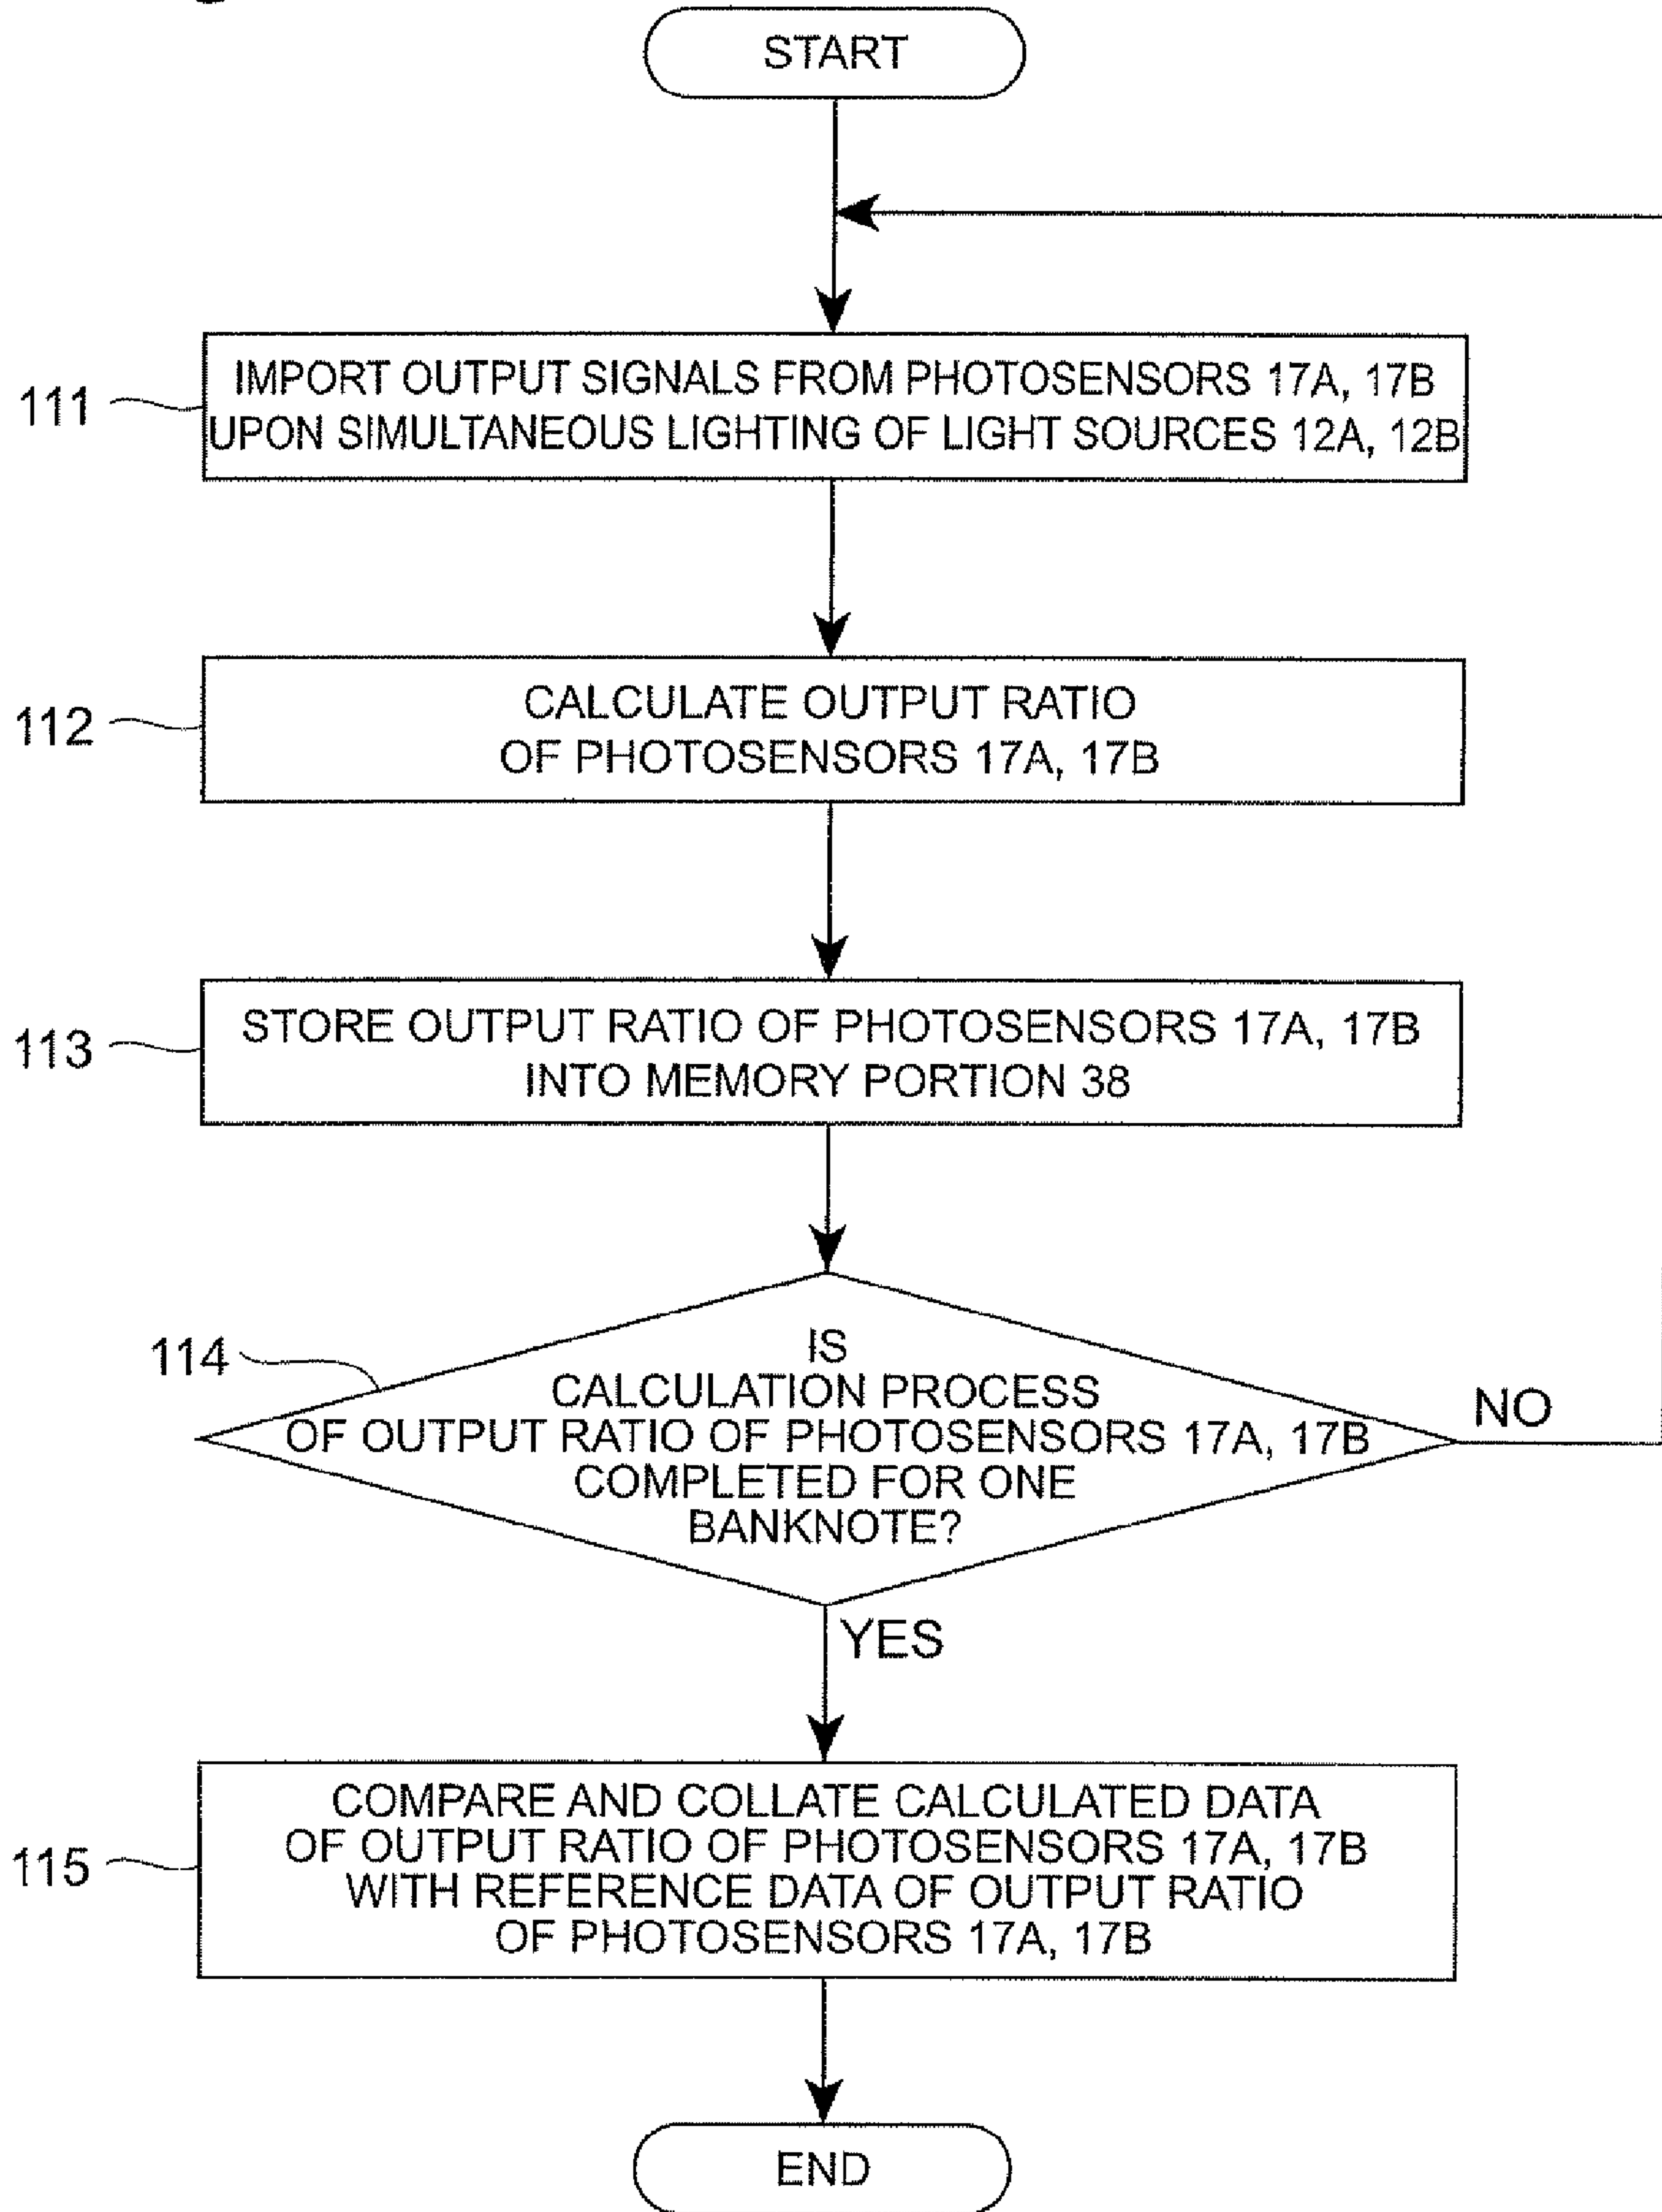 START
111
IMPORT OUTPUT SIGNALS FROM PHOTOSENSORS 17A, 17B
UPON SIMULTANEOUS LIGHTING OF LIGHT SOURCES 12A, 12B
112
CALCULATE OUTPUT RATIO
OF PHOTOSENSORS 17A, 17B
113
STORE OUTPUT RATIO OF PHOTOSENSORS 17A, 17B
INTO MEMORY PORTION 38
114
IS
CALCULATION PROCESS
OF OUTPUT RATIO OF PHOTOSENSORS 17A, 17B
COMPLETED FOR ONE
BANKNOTE?
NO
YES
115
COMPARE AND COLLATE CALCULATED DATA
OF OUTPUT RATIO OF PHOTOSENSORS 17A, 17B
WITH REFERENCE DATA OF OUTPUT RATIO
OF PHOTOSENSORS 17A, 17B
END